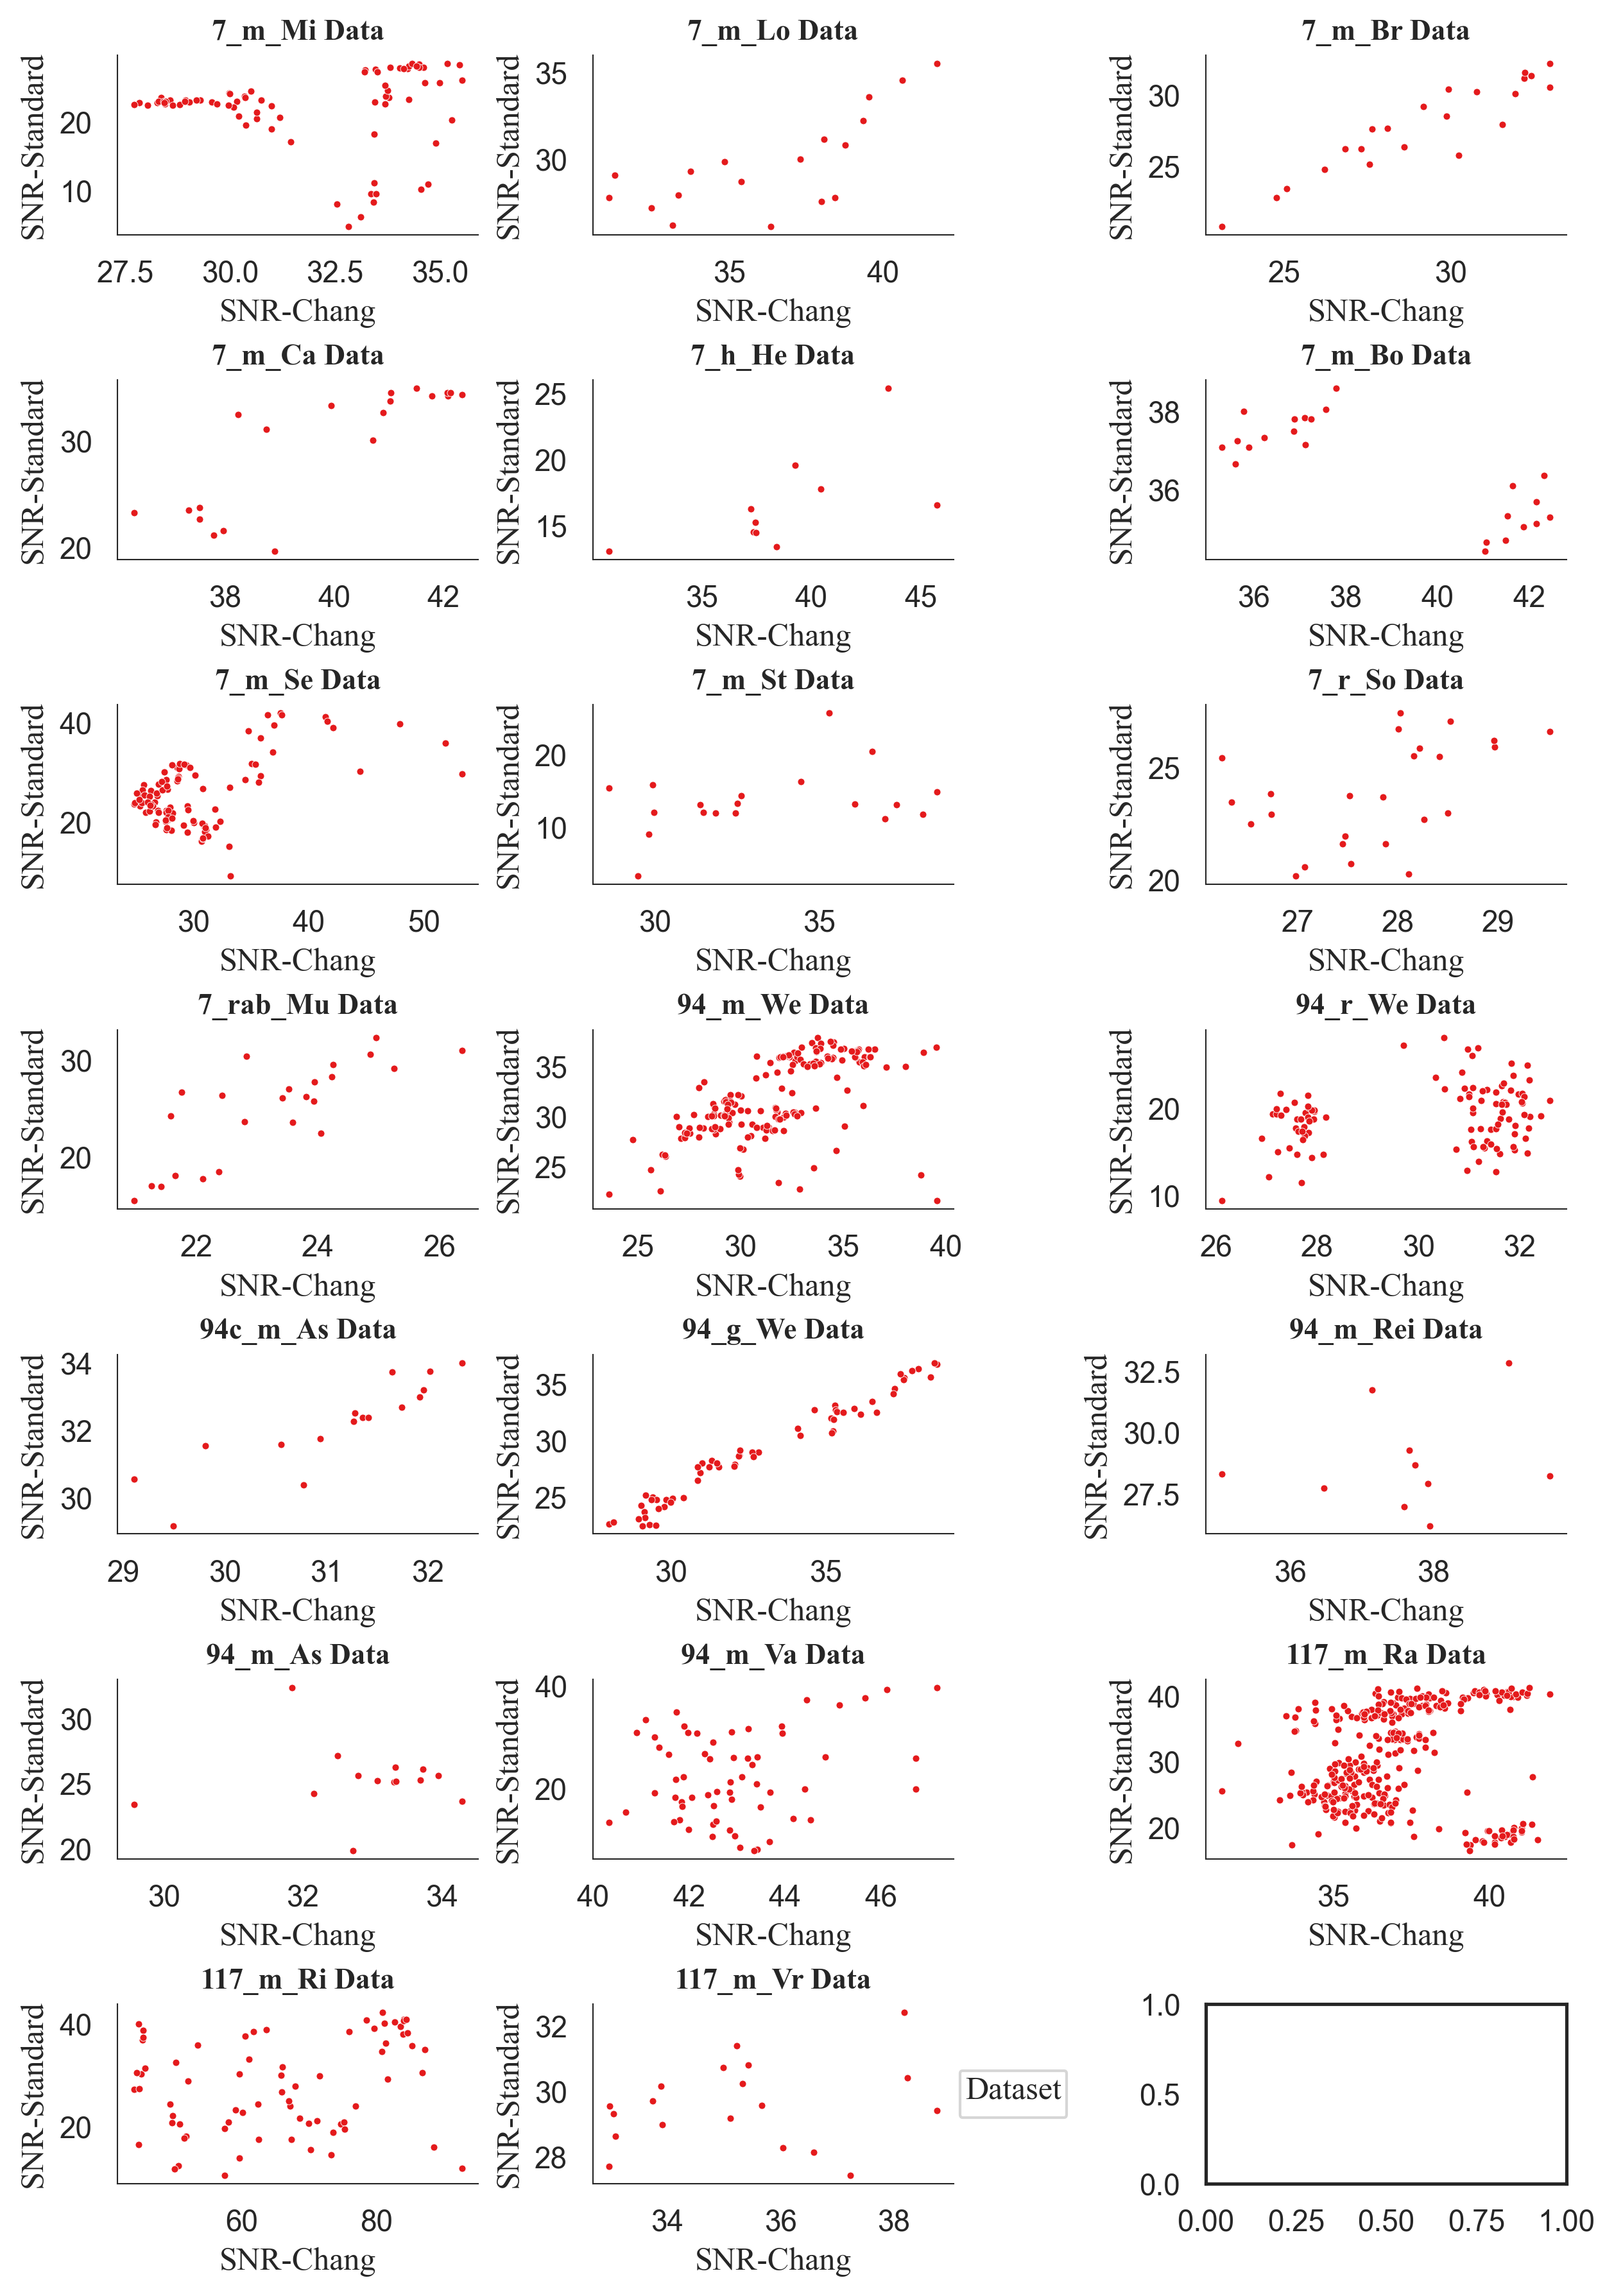 7_m_Mi Data
7_m_Lo Data
7_m_Br Data
SNR-Standard
20
10
27.5 30.0 32.5 35.0
SNR-Chang
SNR-Standard
35
30
35 40
SNR-Chang
SNR-Standard
30
25
25 30
SNR-Chang
7_m_Ca Data
7_h_He Data
7_m_Bo Data
SNR-Standard
30
20
38 40 42
SNR-Chang
SNR-Standard
25
20
15
35 40 45
SNR-Chang
SNR-Standard
38
36
36 38 40 42
SNR-Chang
7_m_Se Data
7_m_St Data
7_r_So Data
SNR-Standard
40
30
20
30 40 50
SNR-Chang
SNR-Standard
20
10
30 35
SNR-Chang
SNR-Standard
25
20
27 28 29
SNR-Chang
7_rab_Mu Data
94_m_We Data
94_r_We Data
SNR-Standard
30
20
22 24 26
SNR-Chang
SNR-Standard
35
30
25
25 30 35 40
SNR-Chang
SNR-Standard
20
10
26 28 30 32
SNR-Chang
94c_m_As Data
94_g_We Data
94_m_Rei Data
SNR-Standard
34
32
30
29 30 31 32
SNR-Chang
SNR-Standard
35
30
25
30 35
SNR-Chang
SNR-Standard
32.5
30.0
27.5
36 38
SNR-Chang
94_m_As Data
94_m_Va Data
117_m_Ra Data
SNR-Standard
30
25
20
30 32 34
SNR-Chang
SNR-Standard
40
20
40 42 44 46
SNR-Chang
SNR-Standard
40
30
20
35 40
SNR-Chang
117_m_Ri Data
117_m_Vr Data
SNR-Standard
40
20
60 80
SNR-Chang
SNR-Standard
32
30
28
34 36 38
SNR-Chang
Dataset
1.0
0.5
0.0
0.00 0.25 0.50 0.75 1.00